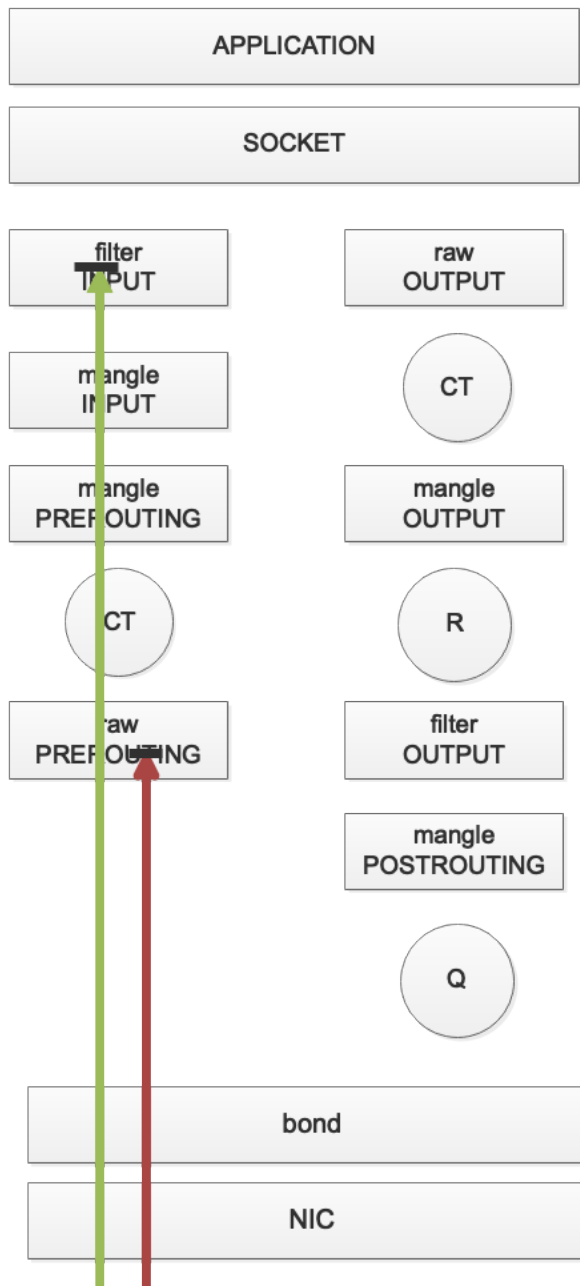 APPLICATION
SOCKET
filter
INPUT
mangle
INPUT
mangle
PREROUTING
CT
raw
PREROUTING
raw
OUTPUT
CT
mangle
OUTPUT
R
filter
OUTPUT
mangle
POSTROUTING
Q
bond
NIC